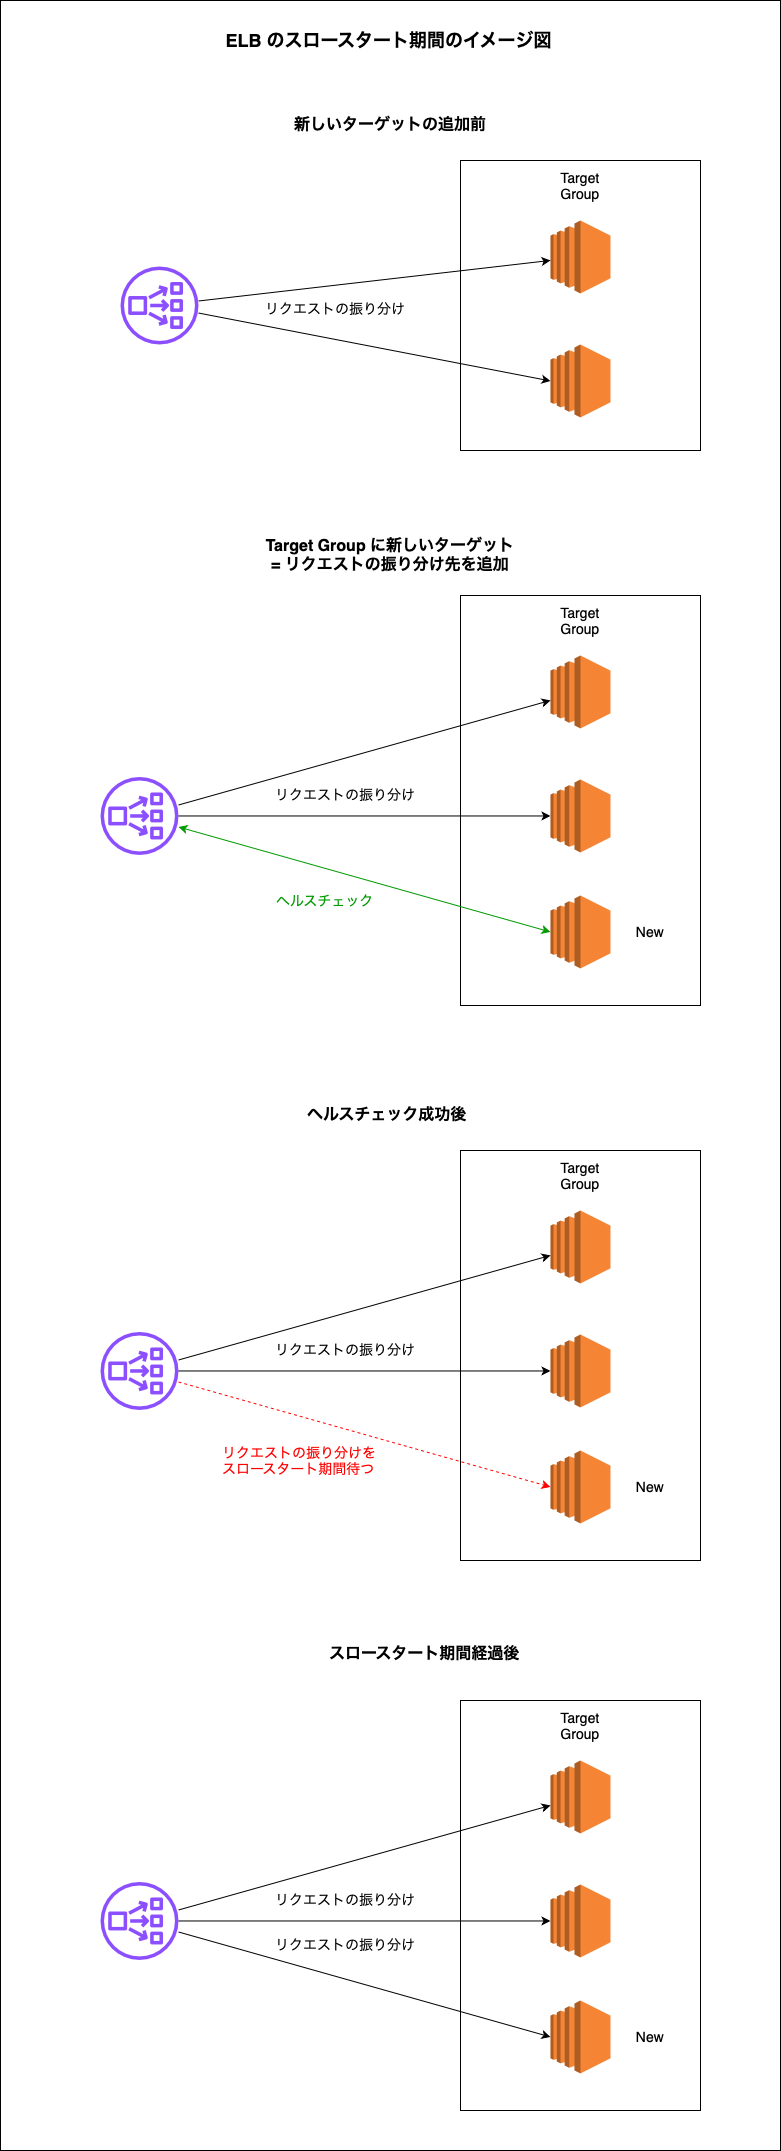 ELB のスロースタート期間のイメージ図
新しいターゲットの追加前
Target
Group
リクエストの振り分け
Target Group に新しいターゲット
= リクエストの振り分け先を追加
Target
Group
リクエストの振り分け
ヘルスチェック
New
ヘルスチェック成功後
Target
Group
リクエストの振り分け
リクエストの振り分けを
スロースタート期間待つ
New
スロースタート期間経過後
Target
Group
リクエストの振り分け
リクエストの振り分け
New